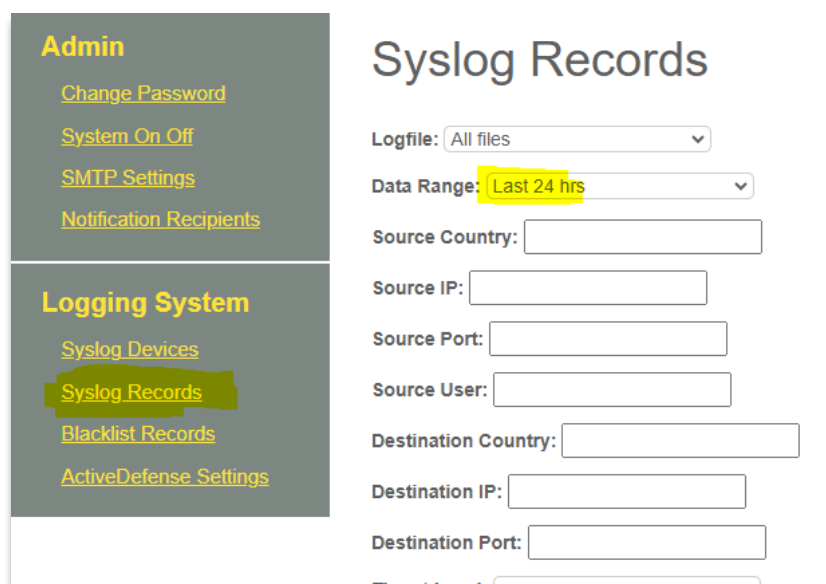 Admin
Change Password
System On Off
SMTP Settings
Notification Recipients
Logging System
Syslog Devices
Syslog Records
Blacklist Records
ActiveDefense Settings
Syslog Records
Logfile: All files
Data Range: Last 24 hrs
Source Country:
Source IP:
Source Port:
Source User:
Destination Country:
Destination IP:
Destination Port: